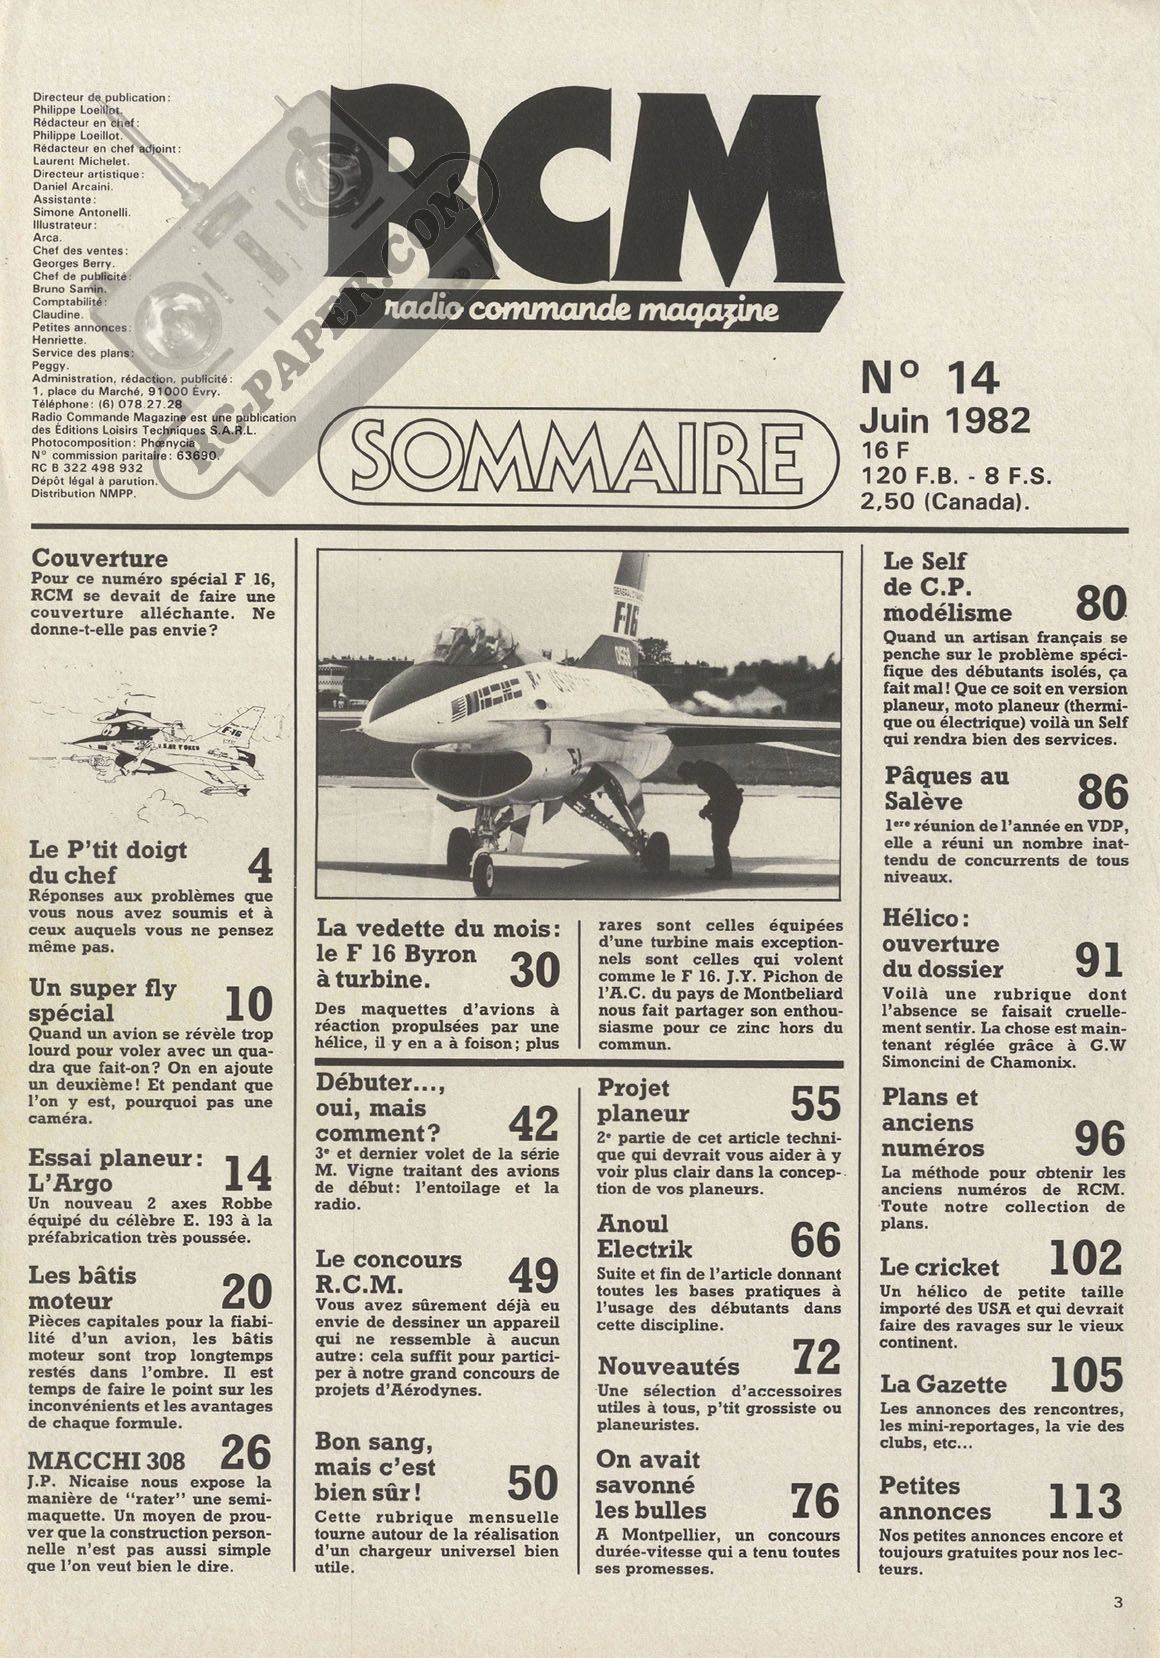 Directeur de publication:
Philippe Loeillot.
Rédacteur en chef:
Philippe Loeillot.
Rédacteur en chef adjoint:
Laurent Michelet.
Directeur artistique:
Daniel Arcaini.
Assistante:
Simone Antonelli.
Illustrateur:
Arca.
Chef des ventes:
Georges Berry.
Chef de publicité:
Bruno Samin.
Comptabilité:
Claudine.
Petites annonces:
Henriette.
Service des plans:
Peggy.
Administration, rédaction, publicité:
1, place du Marché, 91000 Évry.
Téléphone: (6) 078.27.28
Radio Commande Magazine est une publication
des Éditions Loisirs Techniques S.A.R.L.
Photocomposition: Phœnycia
N° commission paritaire: 63690.
RC B 322 498 932
Dépôt légal à parution.
Distribution NMPP.
RCM
radio commande magazine
RC-PAPER.COM
SOMMAIRE
N° 14
Juin 1982
16 F
120 F.B. - 8 F.S.
2,50 (Canada).
Couverture
Pour ce numéro spécial F 16,
RCM se devait de faire une
couverture alléchante. Ne
donne-t-elle pas envie?
F-16
Le P'tit doigt
du chef 4
Réponses aux problèmes que
vous nous avez soumis et à
ceux auquels vous ne pensez
même pas.
Un super fly
spécial 10
Quand un avion se révèle trop
lourd pour voler avec un qua-
dra que fait-on? On en ajoute
un deuxième! Et pendant que
l'on y est, pourquoi pas une
caméra.
Essai planeur:
L'Argo 14
Un nouveau 2 axes Robbe
équipé du célèbre E. 193 à la
préfabrication très poussée.
Les bâtis
moteur 20
Pièces capitales pour la fiabi-
lité d'un avion, les bâtis
moteur sont trop longtemps
restés dans l'ombre. Il est
temps de faire le point sur les
inconvénients et les avantages
de chaque formule.
MACCHI 308 26
J.P. Nicaise nous expose la
manière de "rater" une semi-
maquette. Un moyen de prou-
ver que la construction person-
nelle n'est pas aussi simple
que l'on veut bien le dire.
GENERAL DYNAMICS
F-16
01568
La vedette du mois:
le F 16 Byron
à turbine. 30
Des maquettes d'avions à
réaction propulsées par une
hélice, il y en a à foison; plus
rares sont celles équipées
d'une turbine mais exception-
nels sont celles qui volent
comme le F 16. J.Y. Pichon de
l'A.C. du pays de Montbeliard
nous fait partager son enthou-
siasme pour ce zinc hors du
commun.
Débuter...,
oui, mais
comment? 42
3e et dernier volet de la série
M. Vigne traitant des avions
de début: l'entoilage et la
radio.
Le concours
R.C.M. 49
Vous avez sûrement déjà eu
envie de dessiner un appareil
qui ne ressemble à aucun
autre: cela suffit pour partici-
per à notre grand concours de
projets d'Aérodynes.
Bon sang,
mais c'est
bien sûr! 50
Cette rubrique mensuelle
tourne autour de la réalisation
d'un chargeur universel bien
utile.
Projet
planeur 55
2e partie de cet article techni-
que qui devrait vous aider à y
voir plus clair dans la concep-
tion de vos planeurs.
Anoul
Electrik 66
Suite et fin de l'article donnant
toutes les bases pratiques à
l'usage des débutants dans
cette discipline.
Nouveautés 72
Une sélection d'accessoires
utiles à tous, p'tit grossiste ou
planeuristes.
On avait
savonné
les bulles 76
A Montpellier, un concours
durée-vitesse qui a tenu toutes
ses promesses.
Le Self
de C.P.
modélisme 80
Quand un artisan français se
penche sur le problème spéci-
fique des débutants isolés, ça
fait mal! Que ce soit en version
planeur, moto planeur (thermi-
que ou électrique) voilà un Self
qui rendra bien des services.
Pâques au
Salève 86
1ere réunion de l'année en VDP,
elle a réuni un nombre inat-
tendu de concurrents de tous
niveaux.
Hélico:
ouverture
du dossier 91
Voilà une rubrique dont
l'absence se faisait cruelle-
ment sentir. La chose est main-
tenant réglée grâce à G.W
Simoncini de Chamonix.
Plans et
anciens
numéros 96
La méthode pour obtenir les
anciens numéros de RCM.
Toute notre collection de
plans.
Le cricket 102
Un hélico de petite taille
importé des USA et qui devrait
faire des ravages sur le vieux
continent.
La Gazette 105
Les annonces des rencontres,
les mini-reportages, la vie des
clubs, etc...
Petites
annonces 113
Nos petites annonces encore et
toujours gratuites pour nos lec-
teurs.
3